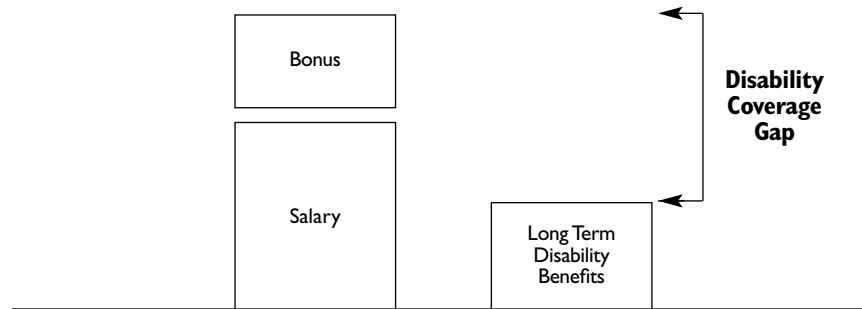 Bonus
Disability
Coverage
Gap
Salary
Long Term
Disability
Benefits